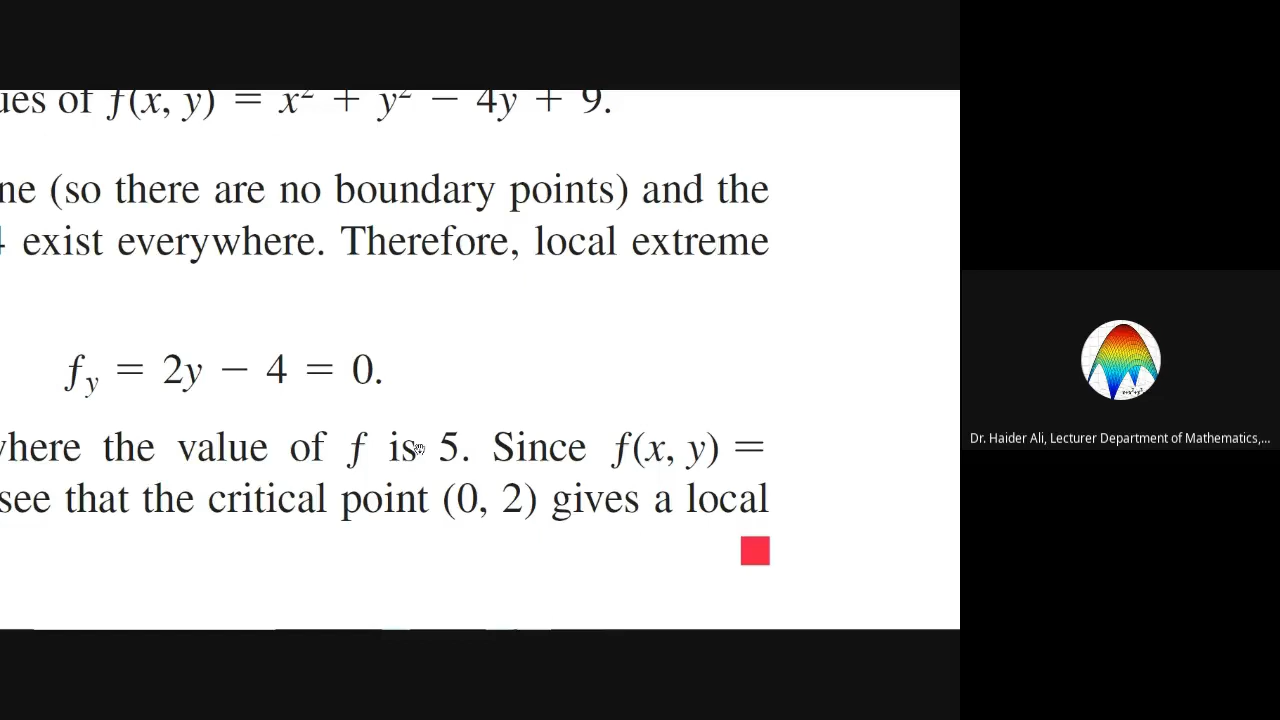 ues of f(x, y) = x² + y² − 4y + 9.
ne (so there are no boundary points) and the
4 exist everywhere. Therefore, local extreme
f_y = 2y − 4 = 0.
where the value of f is 5. Since f(x, y) =
see that the critical point (0, 2) gives a local
Dr. Haider Ali, Lecturer Department of Mathematics,...